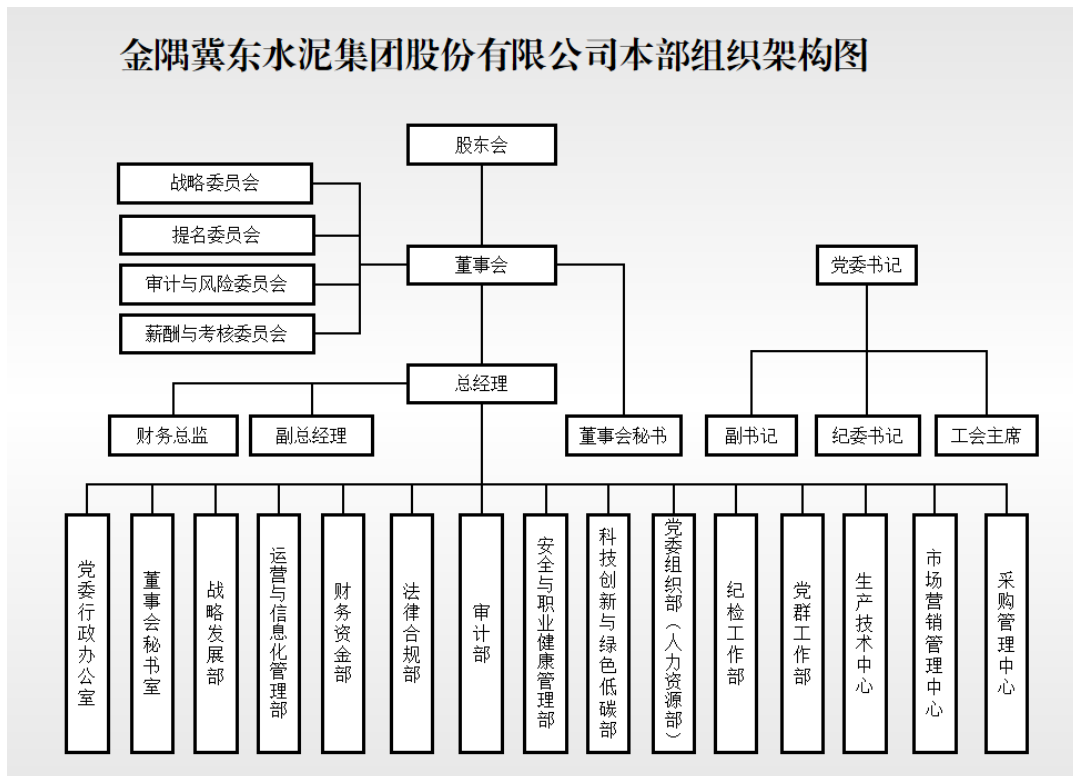 金隅冀东水泥集团股份有限公司本部组织架构图
股东会
战略委员会
提名委员会
董事会
党委书记
审计与风险委员会
薪酬与考核委员会
总经理
财务总监
副总经理
董事会秘书
副书记
纪委书记
工会主席
党委行政办公室
董事会秘书室
战略发展部
运营与信息化管理部
财务资金部
法律合规部
审计部
安全与职业健康管理部
科技创新与绿色低碳部
党委组织部（人力资源部）
纪检工作部
党群工作部
生产技术中心
市场营销管理中心
采购管理中心